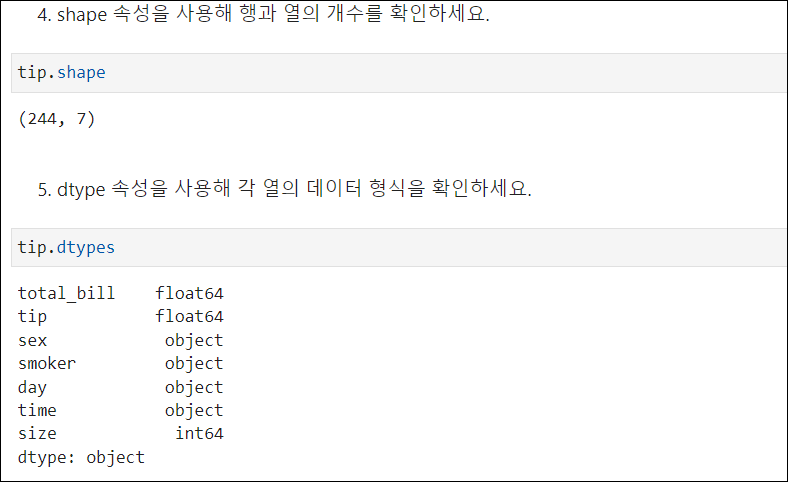 4. shape 속성을 사용해 행과 열의 개수를 확인하세요.
tip.shape
(244, 7)
5. dtype 속성을 사용해 각 열의 데이터 형식을 확인하세요.
tip.dtypes
total_bill    float64
tip           float64
sex            object
smoker         object
day            object
time           object
size            int64
dtype: object